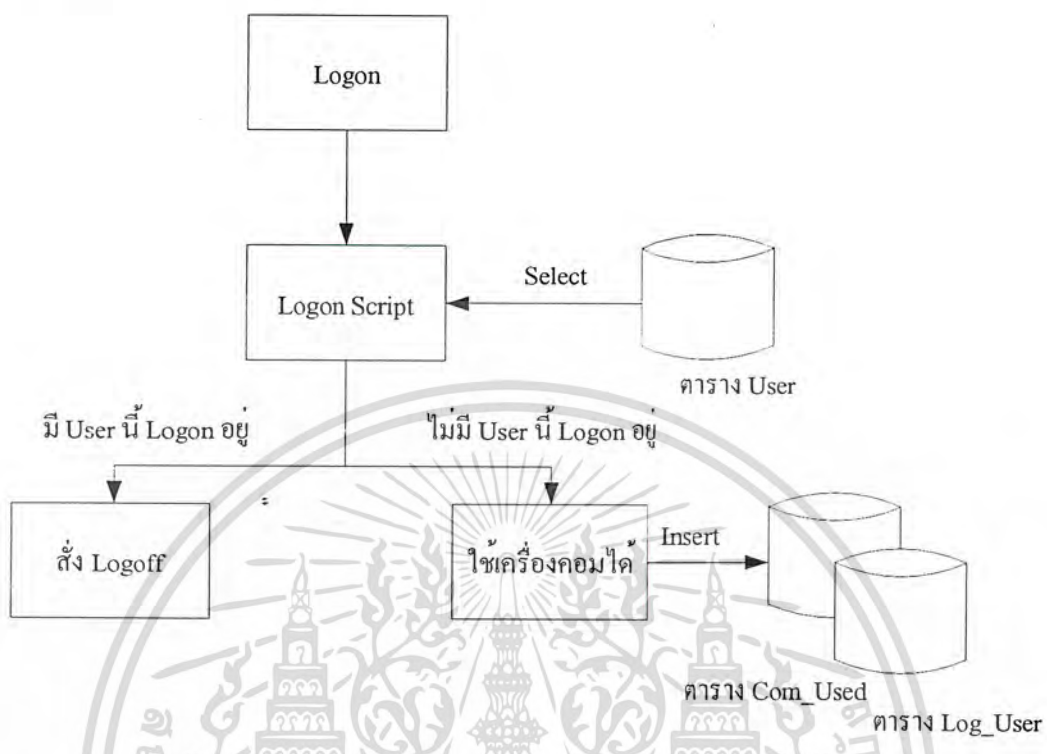 Logon
Logon Script
Select
ตาราง User
มี User นี้ Logon อยู่
ไม่มี User นี้ Logon อยู่
สั่ง Logoff
ใช้เครื่องคอมได้
Insert
ตาราง Com_Used
ตาราง Log_User